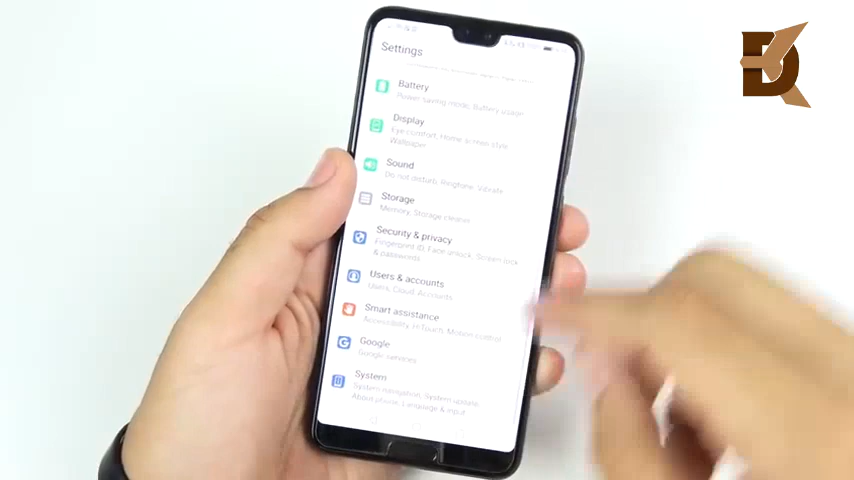 Settings
Battery
Power saving mode, Battery usage
Display
Eye comfort, Home screen style
Wallpaper
Sound
Do not disturb, Ringtone, Vibrate
Storage
Memory, Storage cleaner
Security & privacy
Fingerprint ID, Face unlock, Screen lock
& passwords
Users & accounts
Users, Cloud, Accounts
Smart assistance
Accessibility, HiTouch, Motion control
Google
Google services
System
System navigation, System update,
About phone, Language & input